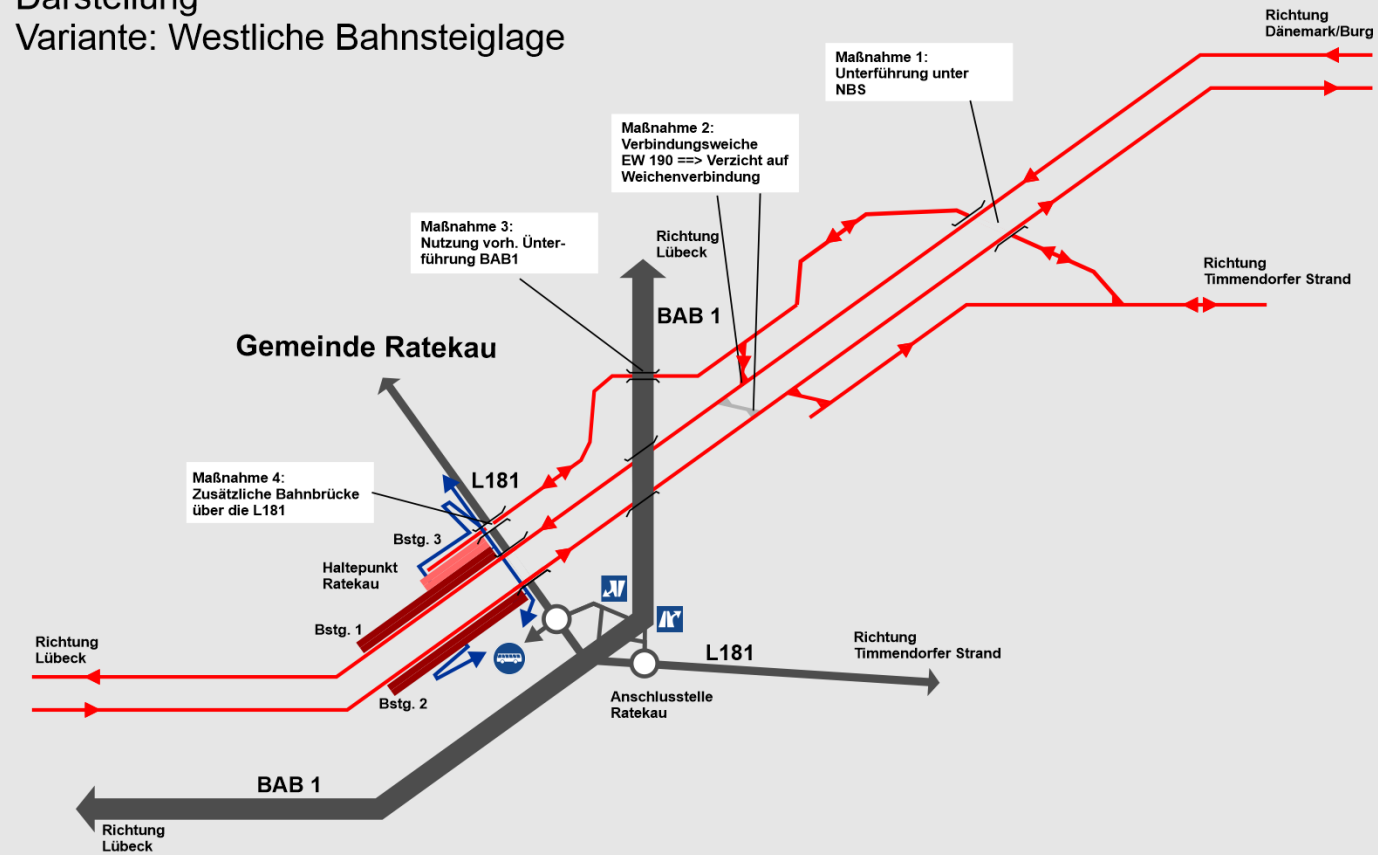 Darstellung
Variante: Westliche Bahnsteiglage
Richtung
Dänemark/Burg
Maßnahme 1:
Unterführung unter
NBS
Maßnahme 2:
Verbindungsweiche
EW 190 ==> Verzicht auf
Weichenverbindung
Maßnahme 3:
Nutzung vorh. Ünter-
führung BAB1
Richtung
Lübeck
Richtung
Timmendorfer Strand
BAB 1
Gemeinde Ratekau
L181
Maßnahme 4:
Zusätzliche Bahnbrücke
über die L181
Bstg. 3
Haltepunkt
Ratekau
Bstg. 1
Richtung
Lübeck
L181
Richtung
Timmendorfer Strand
Bstg. 2
Anschlusstelle
Ratekau
BAB 1
Richtung
Lübeck